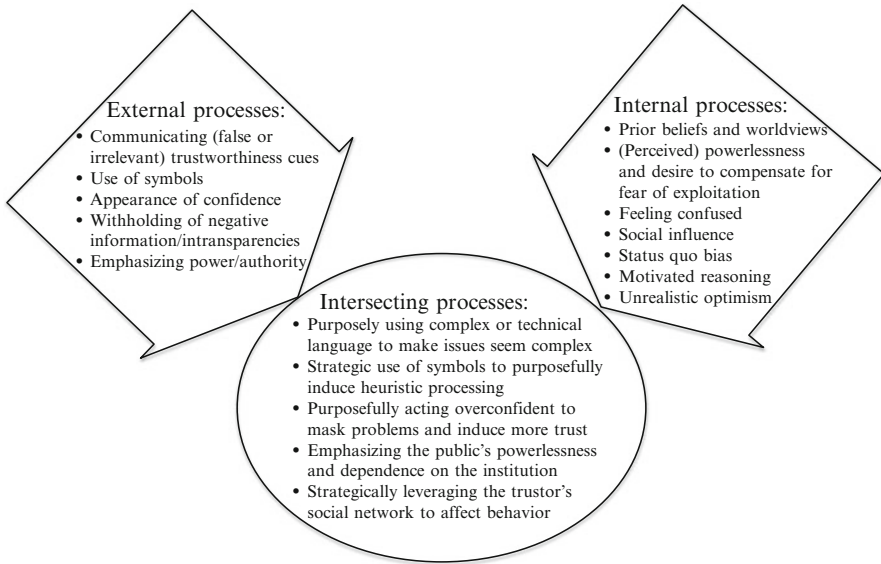 External processes:
• Communicating (false or
irrelevant) trustworthiness cues
• Use of symbols
• Appearance of confidence
• Withholding of negative
information/intransparencies
• Emphasizing power/authority
Internal processes:
• Prior beliefs and worldviews
• (Perceived) powerlessness
and desire to compensate for
fear of exploitation
• Feeling confused
• Social influence
• Status quo bias
• Motivated reasoning
• Unrealistic optimism
Intersecting processes:
• Purposely using complex or technical
language to make issues seem complex
• Strategic use of symbols to purposefully
induce heuristic processing
• Purposefully acting overconfident to
mask problems and induce more trust
• Emphasizing the public's powerlessness
and dependence on the institution
• Strategically leveraging the trustor's
social network to affect behavior